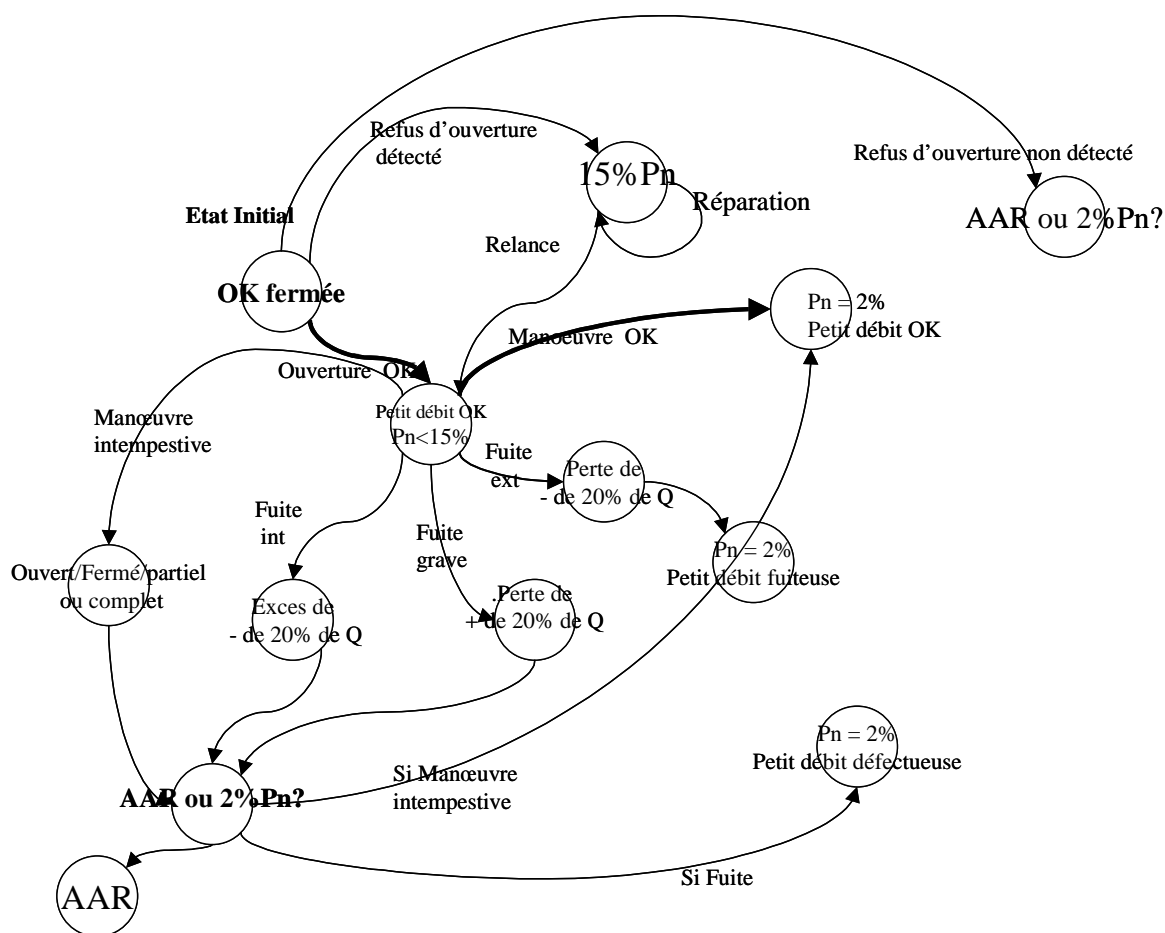 Refus d'ouverture
détecté
Refus d'ouverture non détecté
15%Pn
Réparation
Etat Initial
AAR ou 2%Pn?
Relance
OK fermée
Pn = 2%
Petit débit OK
Manoeuvre OK
Ouverture OK
Petit débit OK
Pn<15%
Manœuvre
intempestive
Fuite
ext
Perte de
- de 20% de Q
Fuite
int
Fuite
grave
Pn = 2%
Petit débit fuiteuse
Ouvert/Fermé/partiel
ou complet
Exces de
- de 20% de Q
.Perte de
+ de 20% de Q
Pn = 2%
Petit débit défectueuse
Si Manœuvre
intempestive
AAR ou 2%Pn?
Si Fuite
AAR